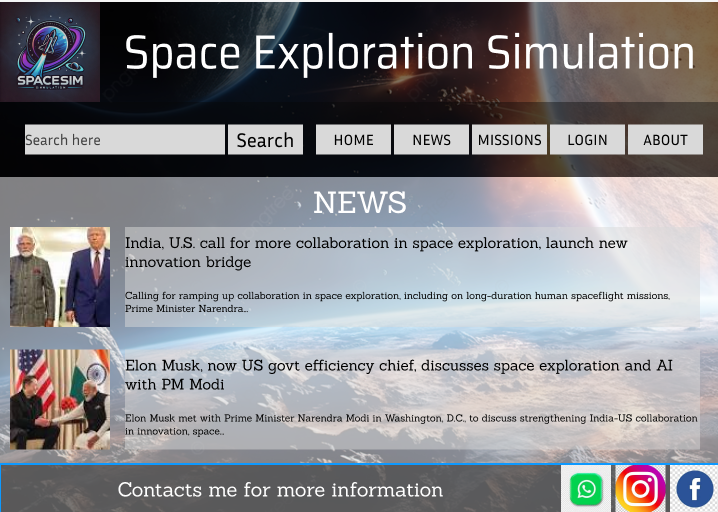 SPACESIM
SIMULATION
Space Exploration Simulation
Search here
Search
HOME
NEWS
MISSIONS
LOGIN
ABOUT
NEWS
India, U.S. call for more collaboration in space exploration, launch new
innovation bridge
Calling for ramping up collaboration in space exploration, including on long-duration human spaceflight missions,
Prime Minister Narendra...
Elon Musk, now US govt efficiency chief, discusses space exploration and AI
with PM Modi
Elon Musk met with Prime Minister Narendra Modi in Washington, D.C., to discuss strengthening India-US collaboration
in innovation, space...
Contacts me for more information